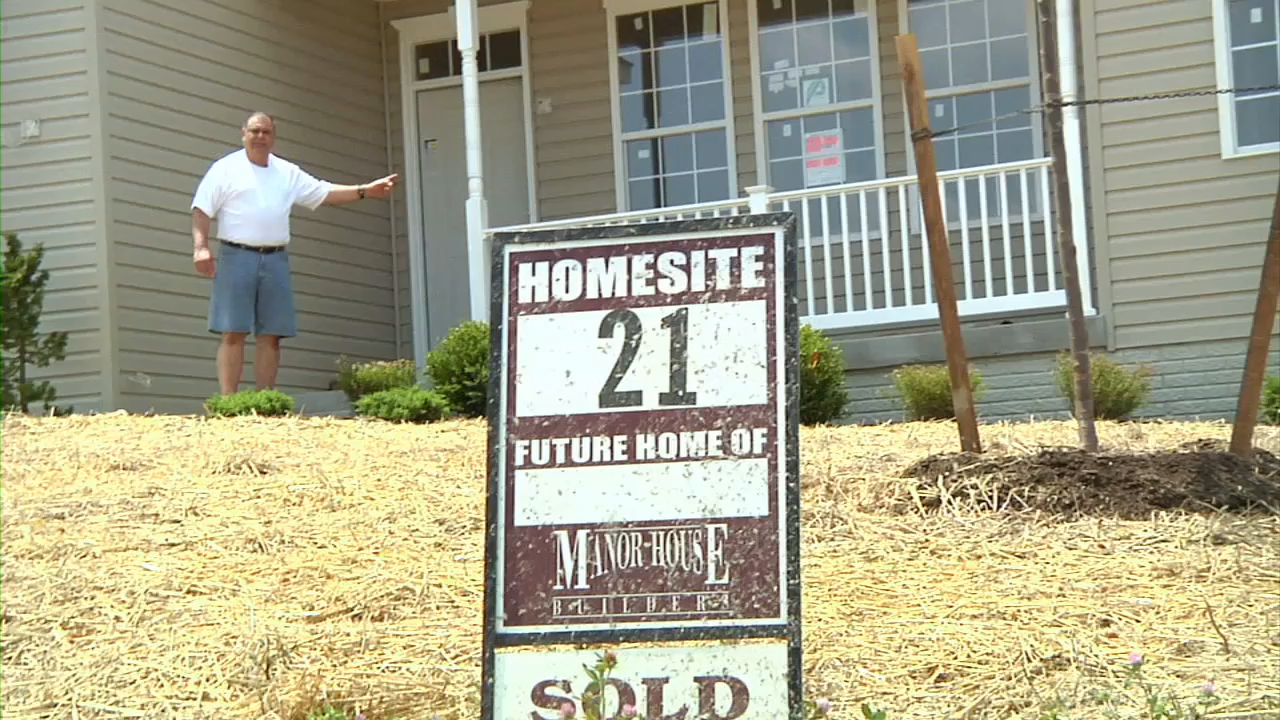 HOMESITE
21
FUTURE HOME OF
MANOR-HOUSE
BUILDERS
SOLD